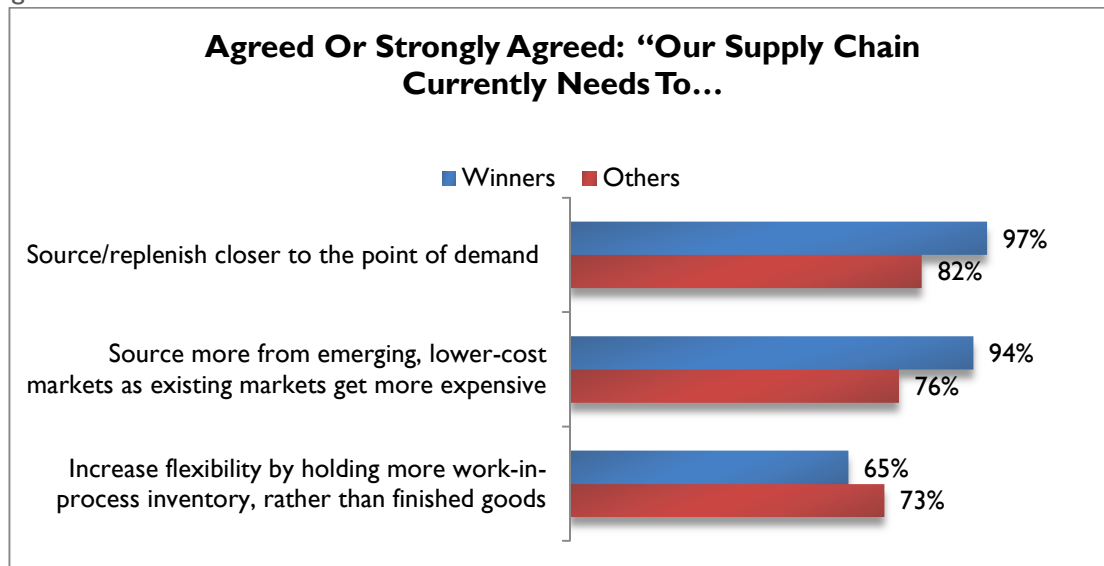 Agreed Or Strongly Agreed: “Our Supply Chain
Currently Needs To…
Winners Others
Source/replenish closer to the point of demand
97%
82%
Source more from emerging, lower-cost
markets as existing markets get more expensive
94%
76%
Increase flexibility by holding more work-in-
process inventory, rather than finished goods
65%
73%